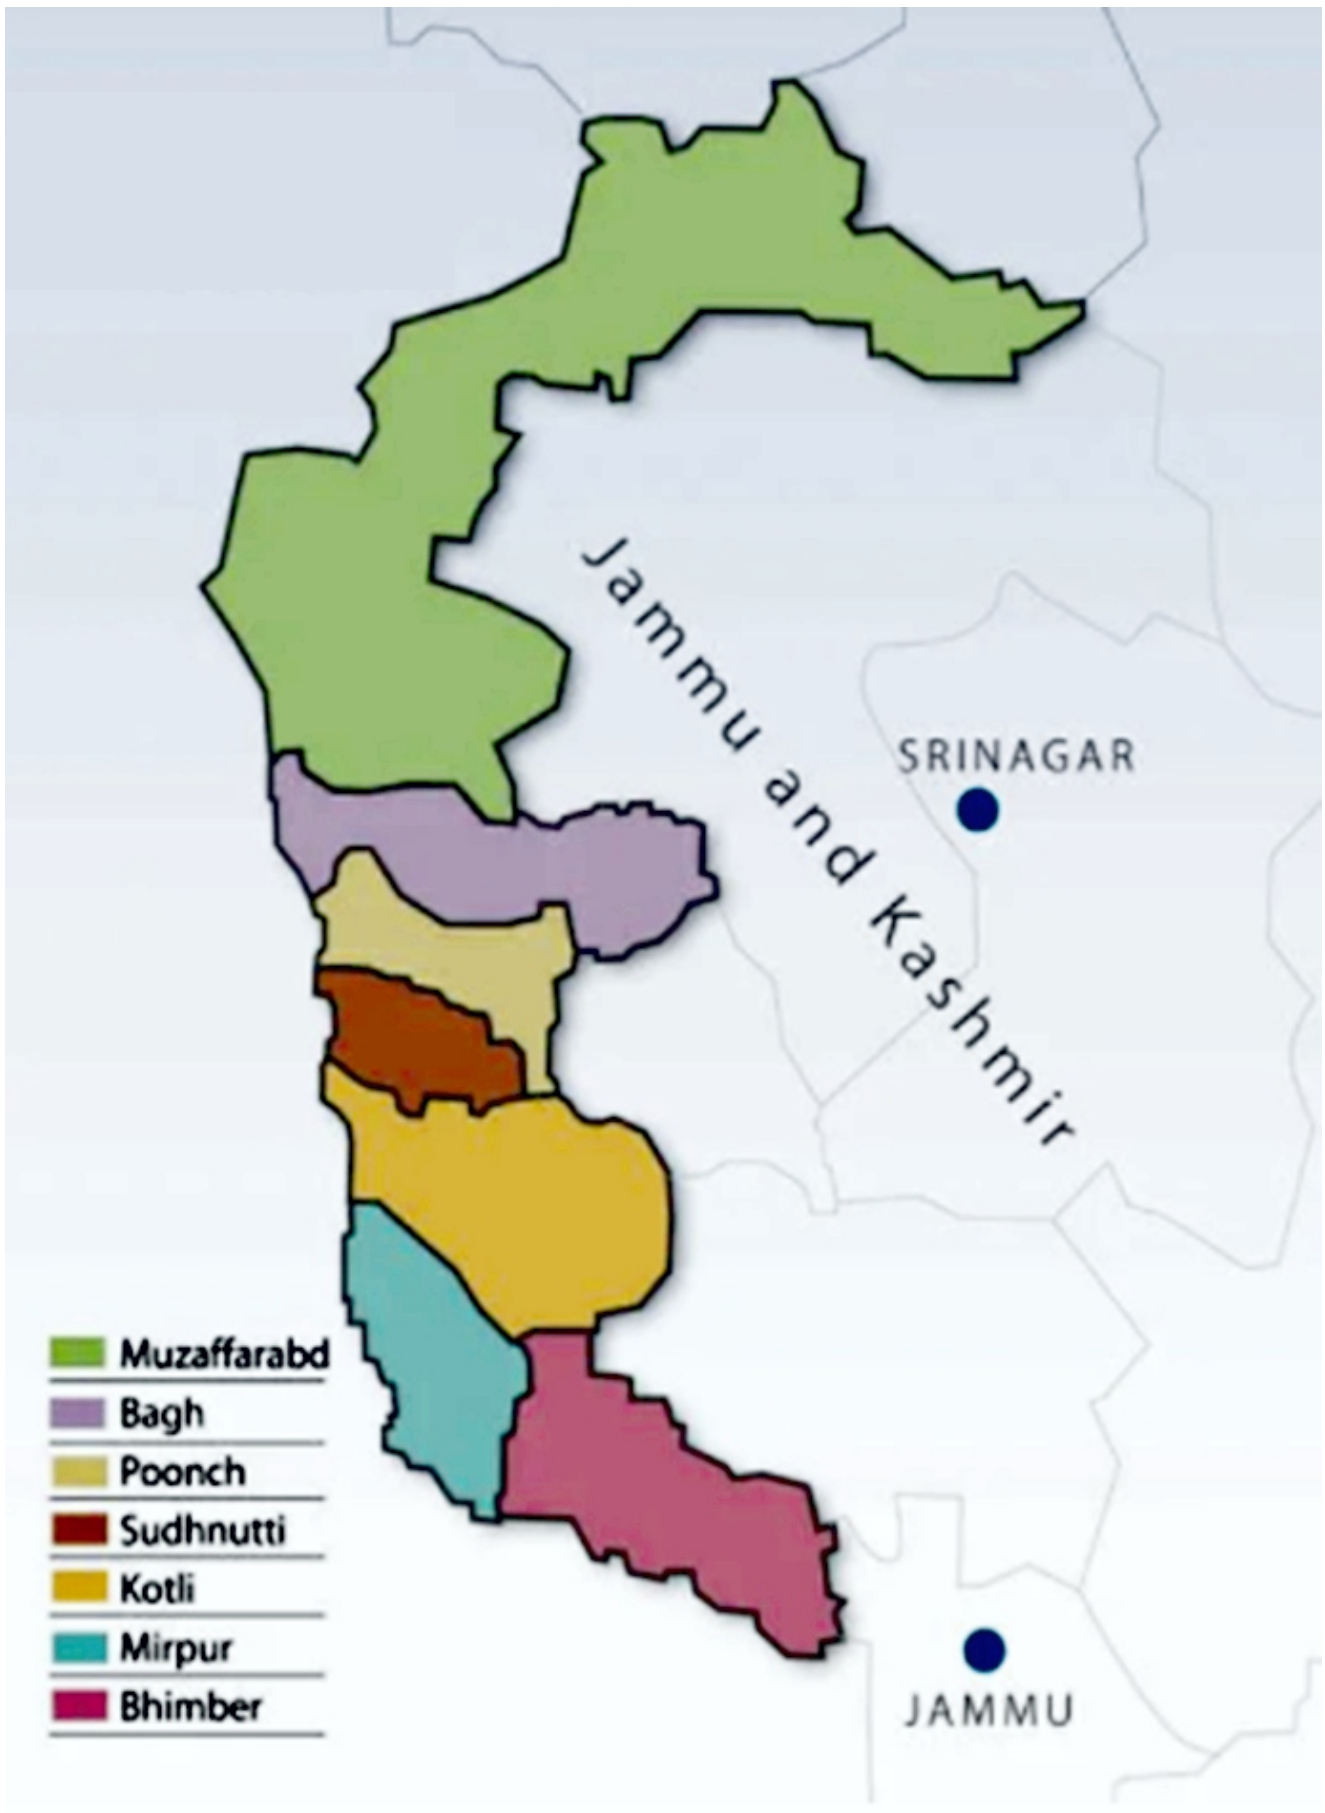 Jammu and Kashmir
SRINAGAR
Muzaffarabd
Bagh
Poonch
Sudhnutti
Kotli
Mirpur
Bhimber
JAMMU